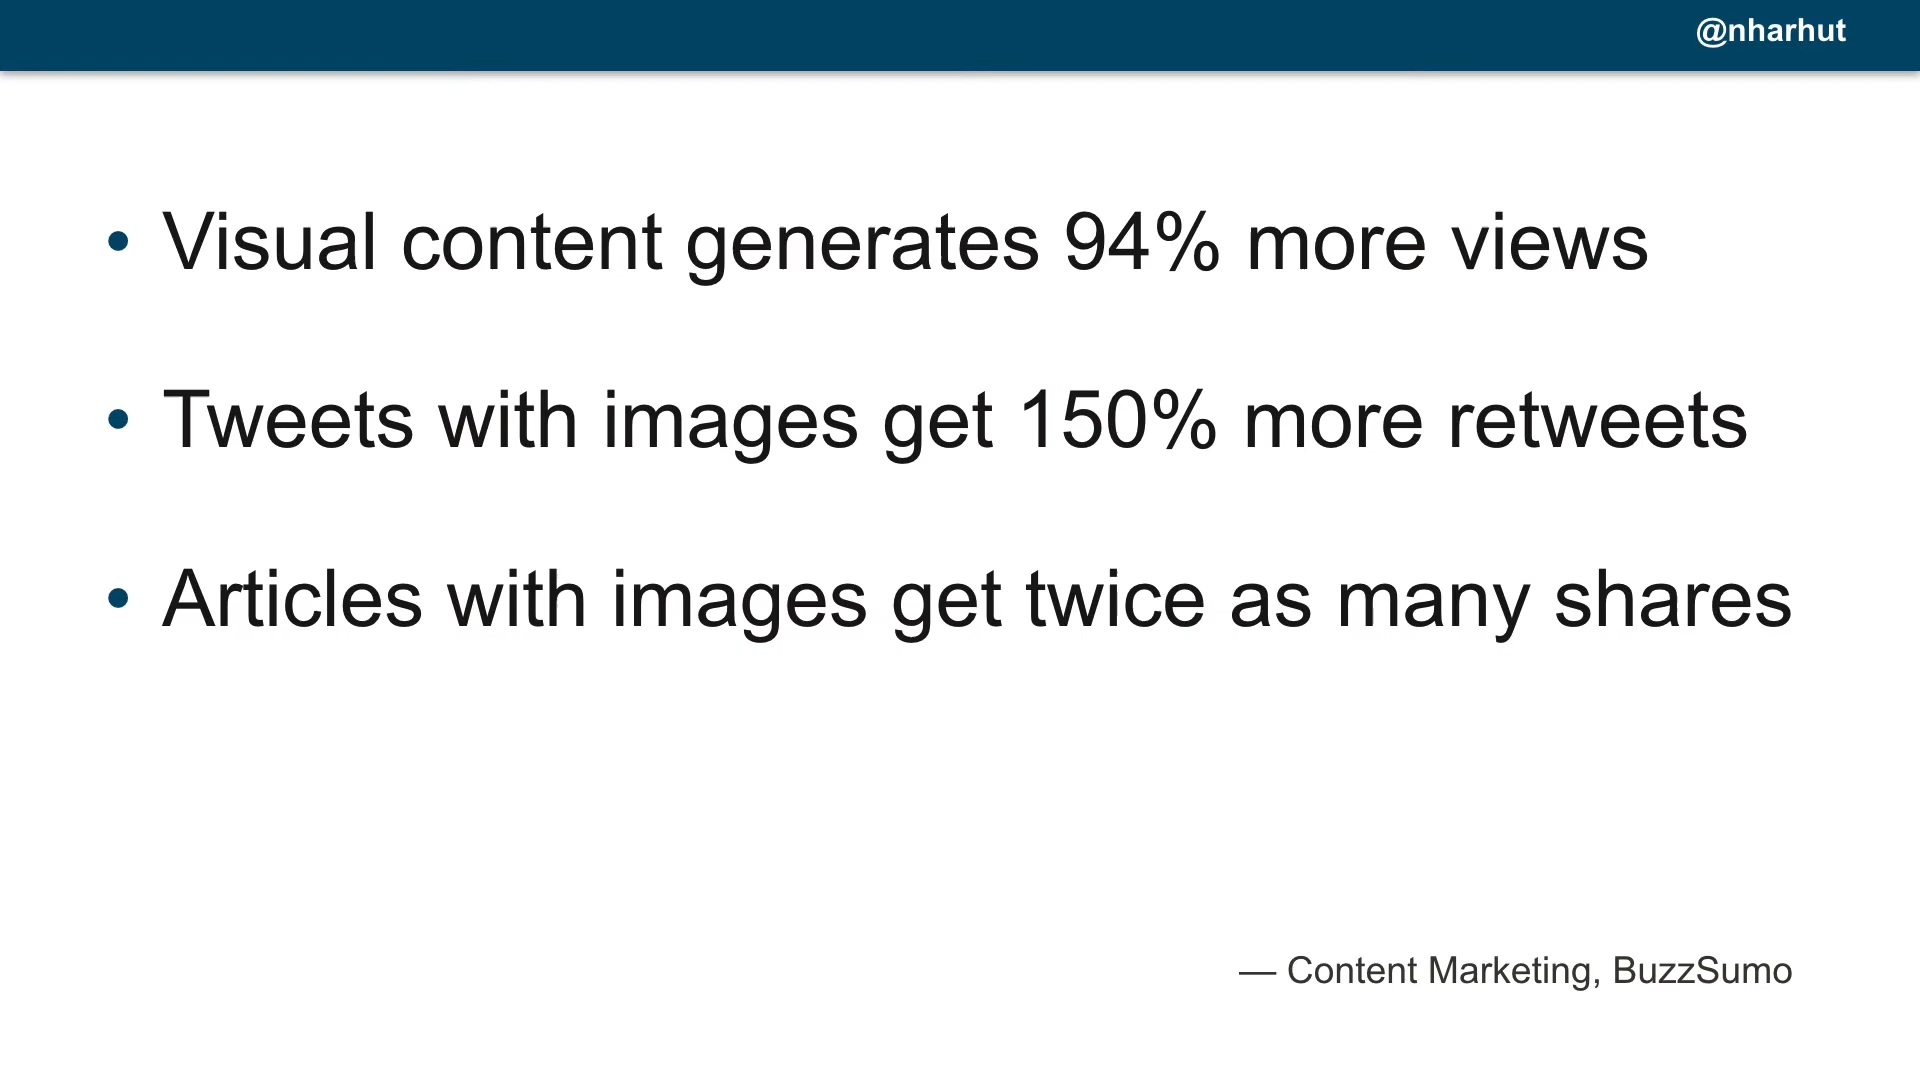 @nharhut
• Visual content generates 94% more views
• Tweets with images get 150% more retweets
• Articles with images get twice as many shares
— Content Marketing, BuzzSumo